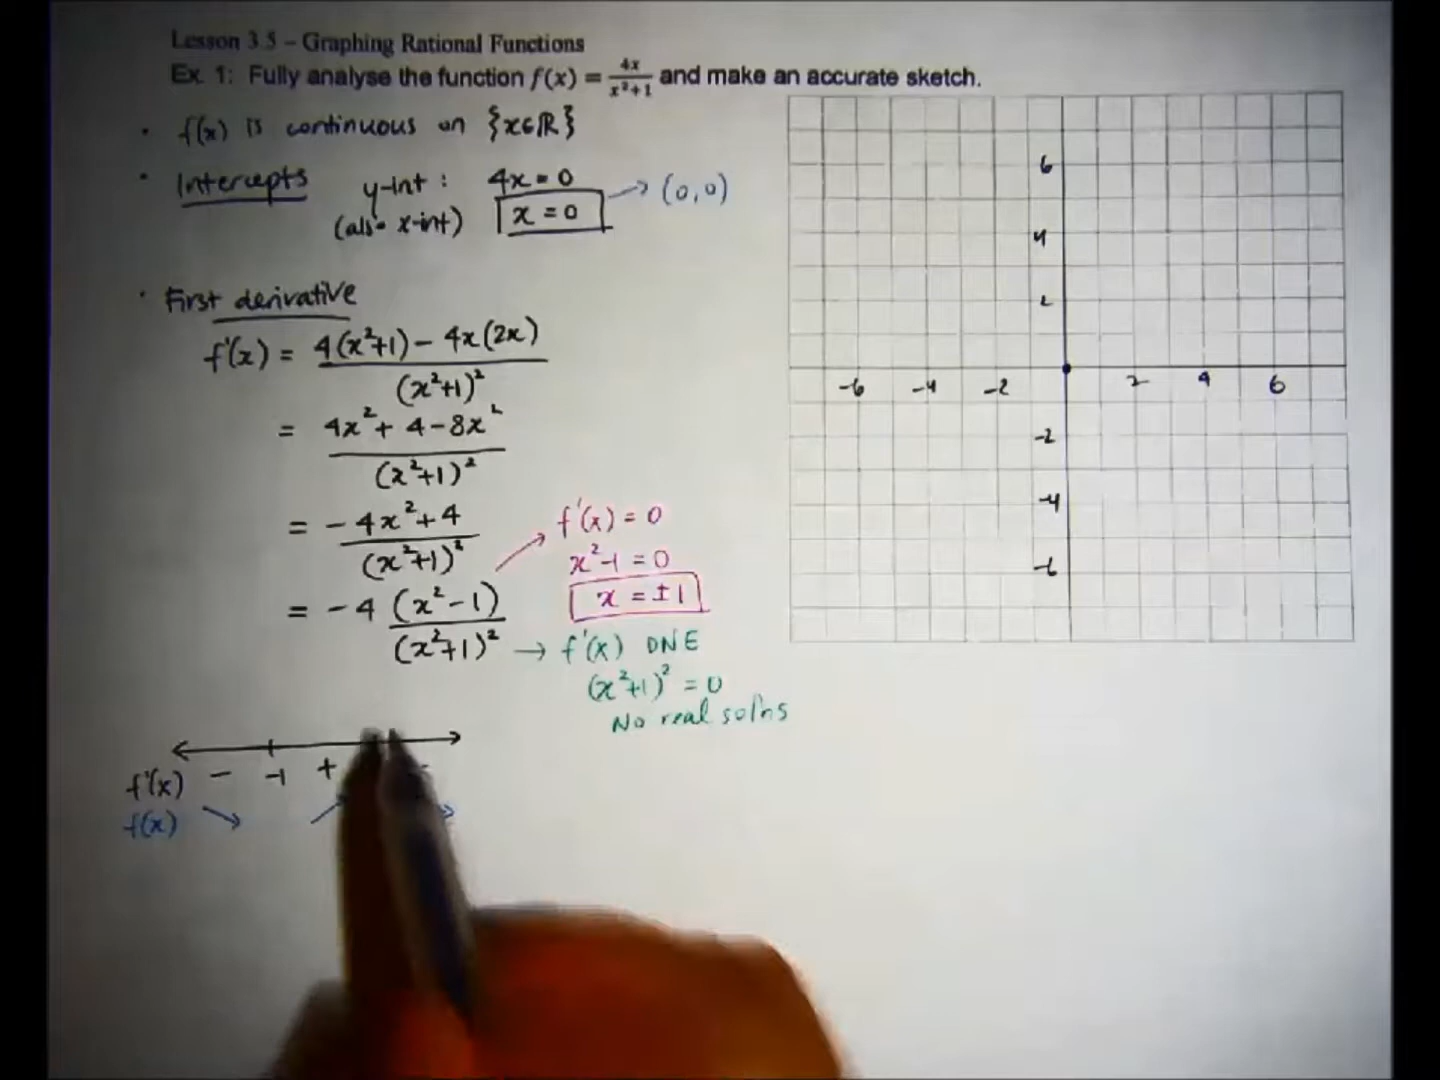 Lesson 3.5 – Graphing Rational Functions
Ex. 1: Fully analyse the function f(x) = 4x/(x²+1) and make an accurate sketch.
· f(x) is continuous on {x∈ℝ}
· Intercepts y-int : 4x = 0
(also x-int) x = 0 → (0,0)
· First derivative
f'(x) = 4(x²+1) − 4x(2x) / (x²+1)²
= 4x² + 4 − 8x² / (x²+1)²
= −4x² + 4 / (x²+1)²
= −4 (x² − 1) / (x²+1)²
f'(x) = 0
x² − 1 = 0
x = ±1
→ f'(x) DNE
(x²+1)² = 0
No real solns
f'(x) − −1 +
f(x)
6
4
2
−6 −4 −2 2 4 6
−2
−4
−6